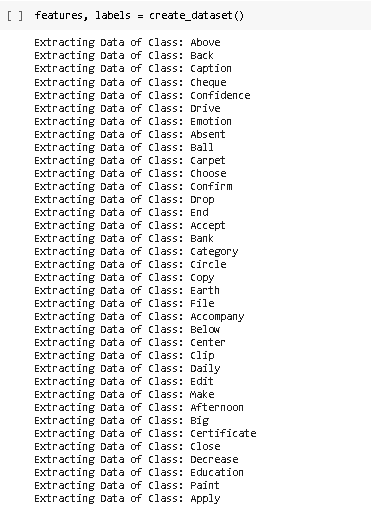 [ ] features, labels = create_dataset()
Extracting Data of Class: Above
Extracting Data of Class: Back
Extracting Data of Class: Caption
Extracting Data of Class: Cheque
Extracting Data of Class: Confidence
Extracting Data of Class: Drive
Extracting Data of Class: Emotion
Extracting Data of Class: Absent
Extracting Data of Class: Ball
Extracting Data of Class: Carpet
Extracting Data of Class: Choose
Extracting Data of Class: Confirm
Extracting Data of Class: Drop
Extracting Data of Class: End
Extracting Data of Class: Accept
Extracting Data of Class: Bank
Extracting Data of Class: Category
Extracting Data of Class: Circle
Extracting Data of Class: Copy
Extracting Data of Class: Earth
Extracting Data of Class: File
Extracting Data of Class: Accompany
Extracting Data of Class: Below
Extracting Data of Class: Center
Extracting Data of Class: Clip
Extracting Data of Class: Daily
Extracting Data of Class: Edit
Extracting Data of Class: Make
Extracting Data of Class: Afternoon
Extracting Data of Class: Big
Extracting Data of Class: Certificate
Extracting Data of Class: Close
Extracting Data of Class: Decrease
Extracting Data of Class: Education
Extracting Data of Class: Paint
Extracting Data of Class: Apply